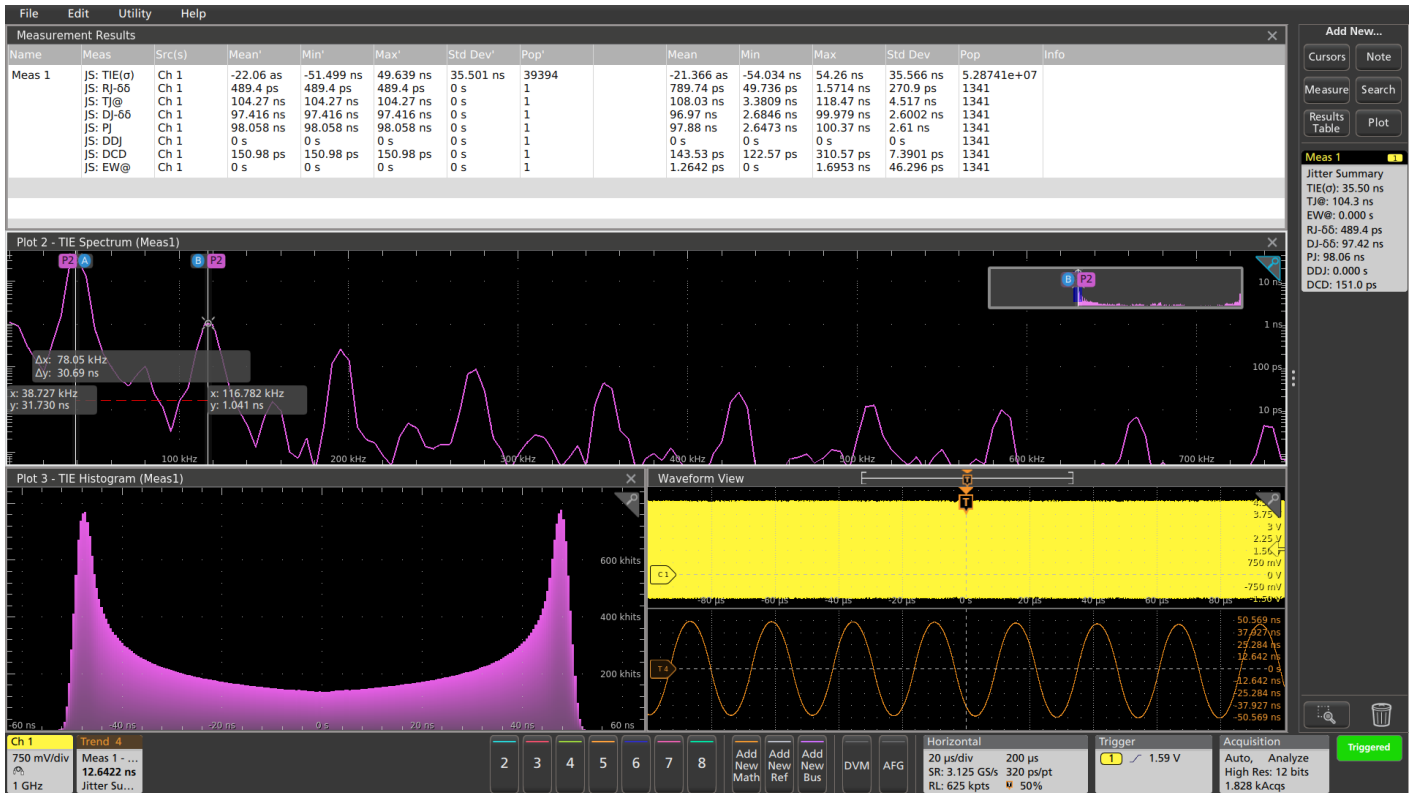 File Edit Utility Help
Measurement Results
Name Meas Src(s) Mean' Min' Max' Std Dev' Pop' Mean Min Max Std Dev Pop Info
Meas 1 JS: TIE(σ) Ch 1 -22.06 as -51.499 ns 49.639 ns 35.501 ns 39394 -21.366 as -54.034 ns 54.26 ns 35.566 ns 5.28741e+07
JS: RJ-δδ Ch 1 489.4 ps 489.4 ps 489.4 ps 0 s 1 789.74 ps 49.736 ps 1.5714 ns 270.9 ps 1341
JS: TJ@ Ch 1 104.27 ns 104.27 ns 104.27 ns 0 s 1 108.03 ns 3.3809 ns 118.47 ns 4.517 ns 1341
JS: DJ-δδ Ch 1 97.416 ns 97.416 ns 97.416 ns 0 s 1 96.97 ns 2.6846 ns 99.979 ns 2.6002 ns 1341
JS: PJ Ch 1 98.058 ns 98.058 ns 98.058 ns 0 s 1 97.88 ns 2.6473 ns 100.37 ns 2.61 ns 1341
JS: DDJ Ch 1 0 s 0 s 0 s 0 s 1 0 s 0 s 0 s 0 s 1341
JS: DCD Ch 1 150.98 ps 150.98 ps 150.98 ps 0 s 1 143.53 ps 122.57 ps 310.57 ps 7.3901 ps 1341
JS: EW@ Ch 1 0 s 0 s 0 s 0 s 1 1.2642 ps 0 s 1.6953 ns 46.296 ps 1341
Plot 2 - TIE Spectrum (Meas1)
P2 A B P2
B P2
10 ns
1 ns
100 ps
10 ps
Δx: 78.05 kHz
Δy: 30.69 ns
x: 38.727 kHz
y: 31.730 ns
x: 116.782 kHz
y: 1.041 ns
100 kHz 200 kHz 300 kHz 400 kHz 500 kHz 600 kHz 700 kHz
Plot 3 - TIE Histogram (Meas1)
600 khits
400 khits
200 khits
-60 ns -40 ns -20 ns 0 s 20 ns 40 ns 60 ns
Waveform View
T
T
C 1
3.75
3 V
2.25 V
1.50
750 mV
0 V
-750 mV
-1.50 V
-80 µs -60 µs -40 µs -20 µs 0 s 20 µs 40 µs 60 µs 80 µs
T 4
50.569 ns
37.927 ns
25.284 ns
12.642 ns
0 s
-12.642 ns
-25.284 ns
-37.927 ns
-50.569 ns
Add New...
Cursors Note
Measure Search
Results Table Plot
Meas 1 1
Jitter Summary
TIE(σ): 35.50 ns
TJ@: 104.3 ns
EW@: 0.000 s
RJ-δδ: 489.4 ps
DJ-δδ: 97.42 ns
PJ: 98.06 ns
DDJ: 0.000 s
DCD: 151.0 ps
Ch 1
750 mV/div
1 GHz
Trend 4
Meas 1 - ...
12.6422 ns
Jitter Su...
2 3 4 5 6 7 8
Add New Math
Add New Ref
Add New Bus
DVM AFG
Horizontal
20 µs/div 200 µs
SR: 3.125 GS/s 320 ps/pt
RL: 625 kpts 50%
Trigger
1 1.59 V
Acquisition
Auto, Analyze
High Res: 12 bits
1.828 kAcqs
Triggered